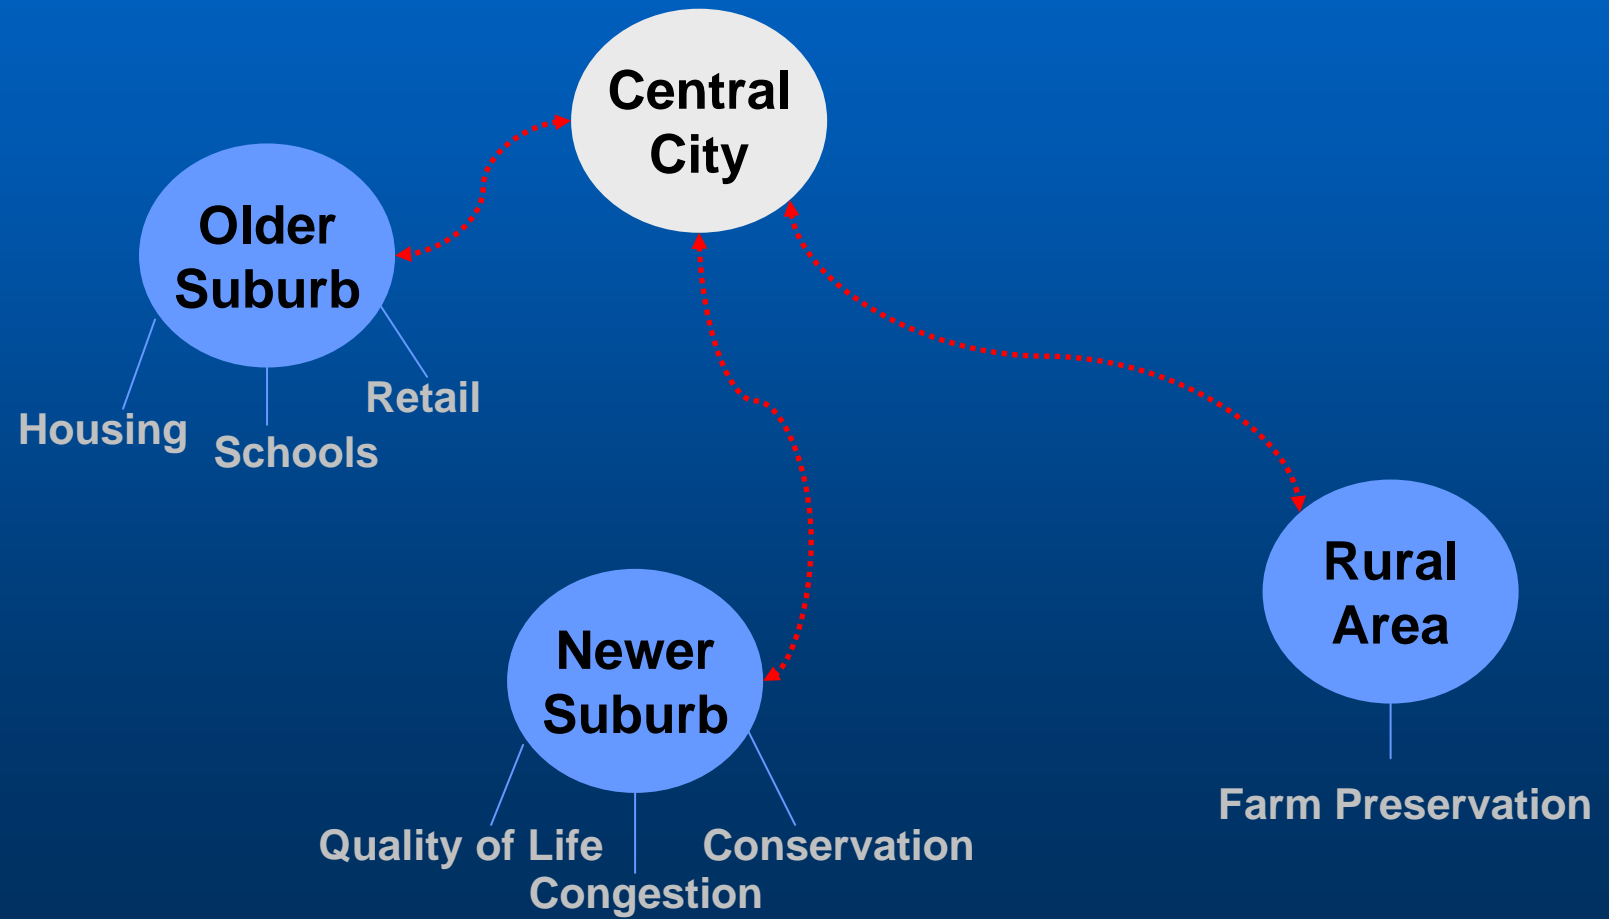 Central
City
Older
Suburb
Retail
Housing
Schools
Rural
Area
Newer
Suburb
Farm Preservation
Quality of Life
Conservation
Congestion